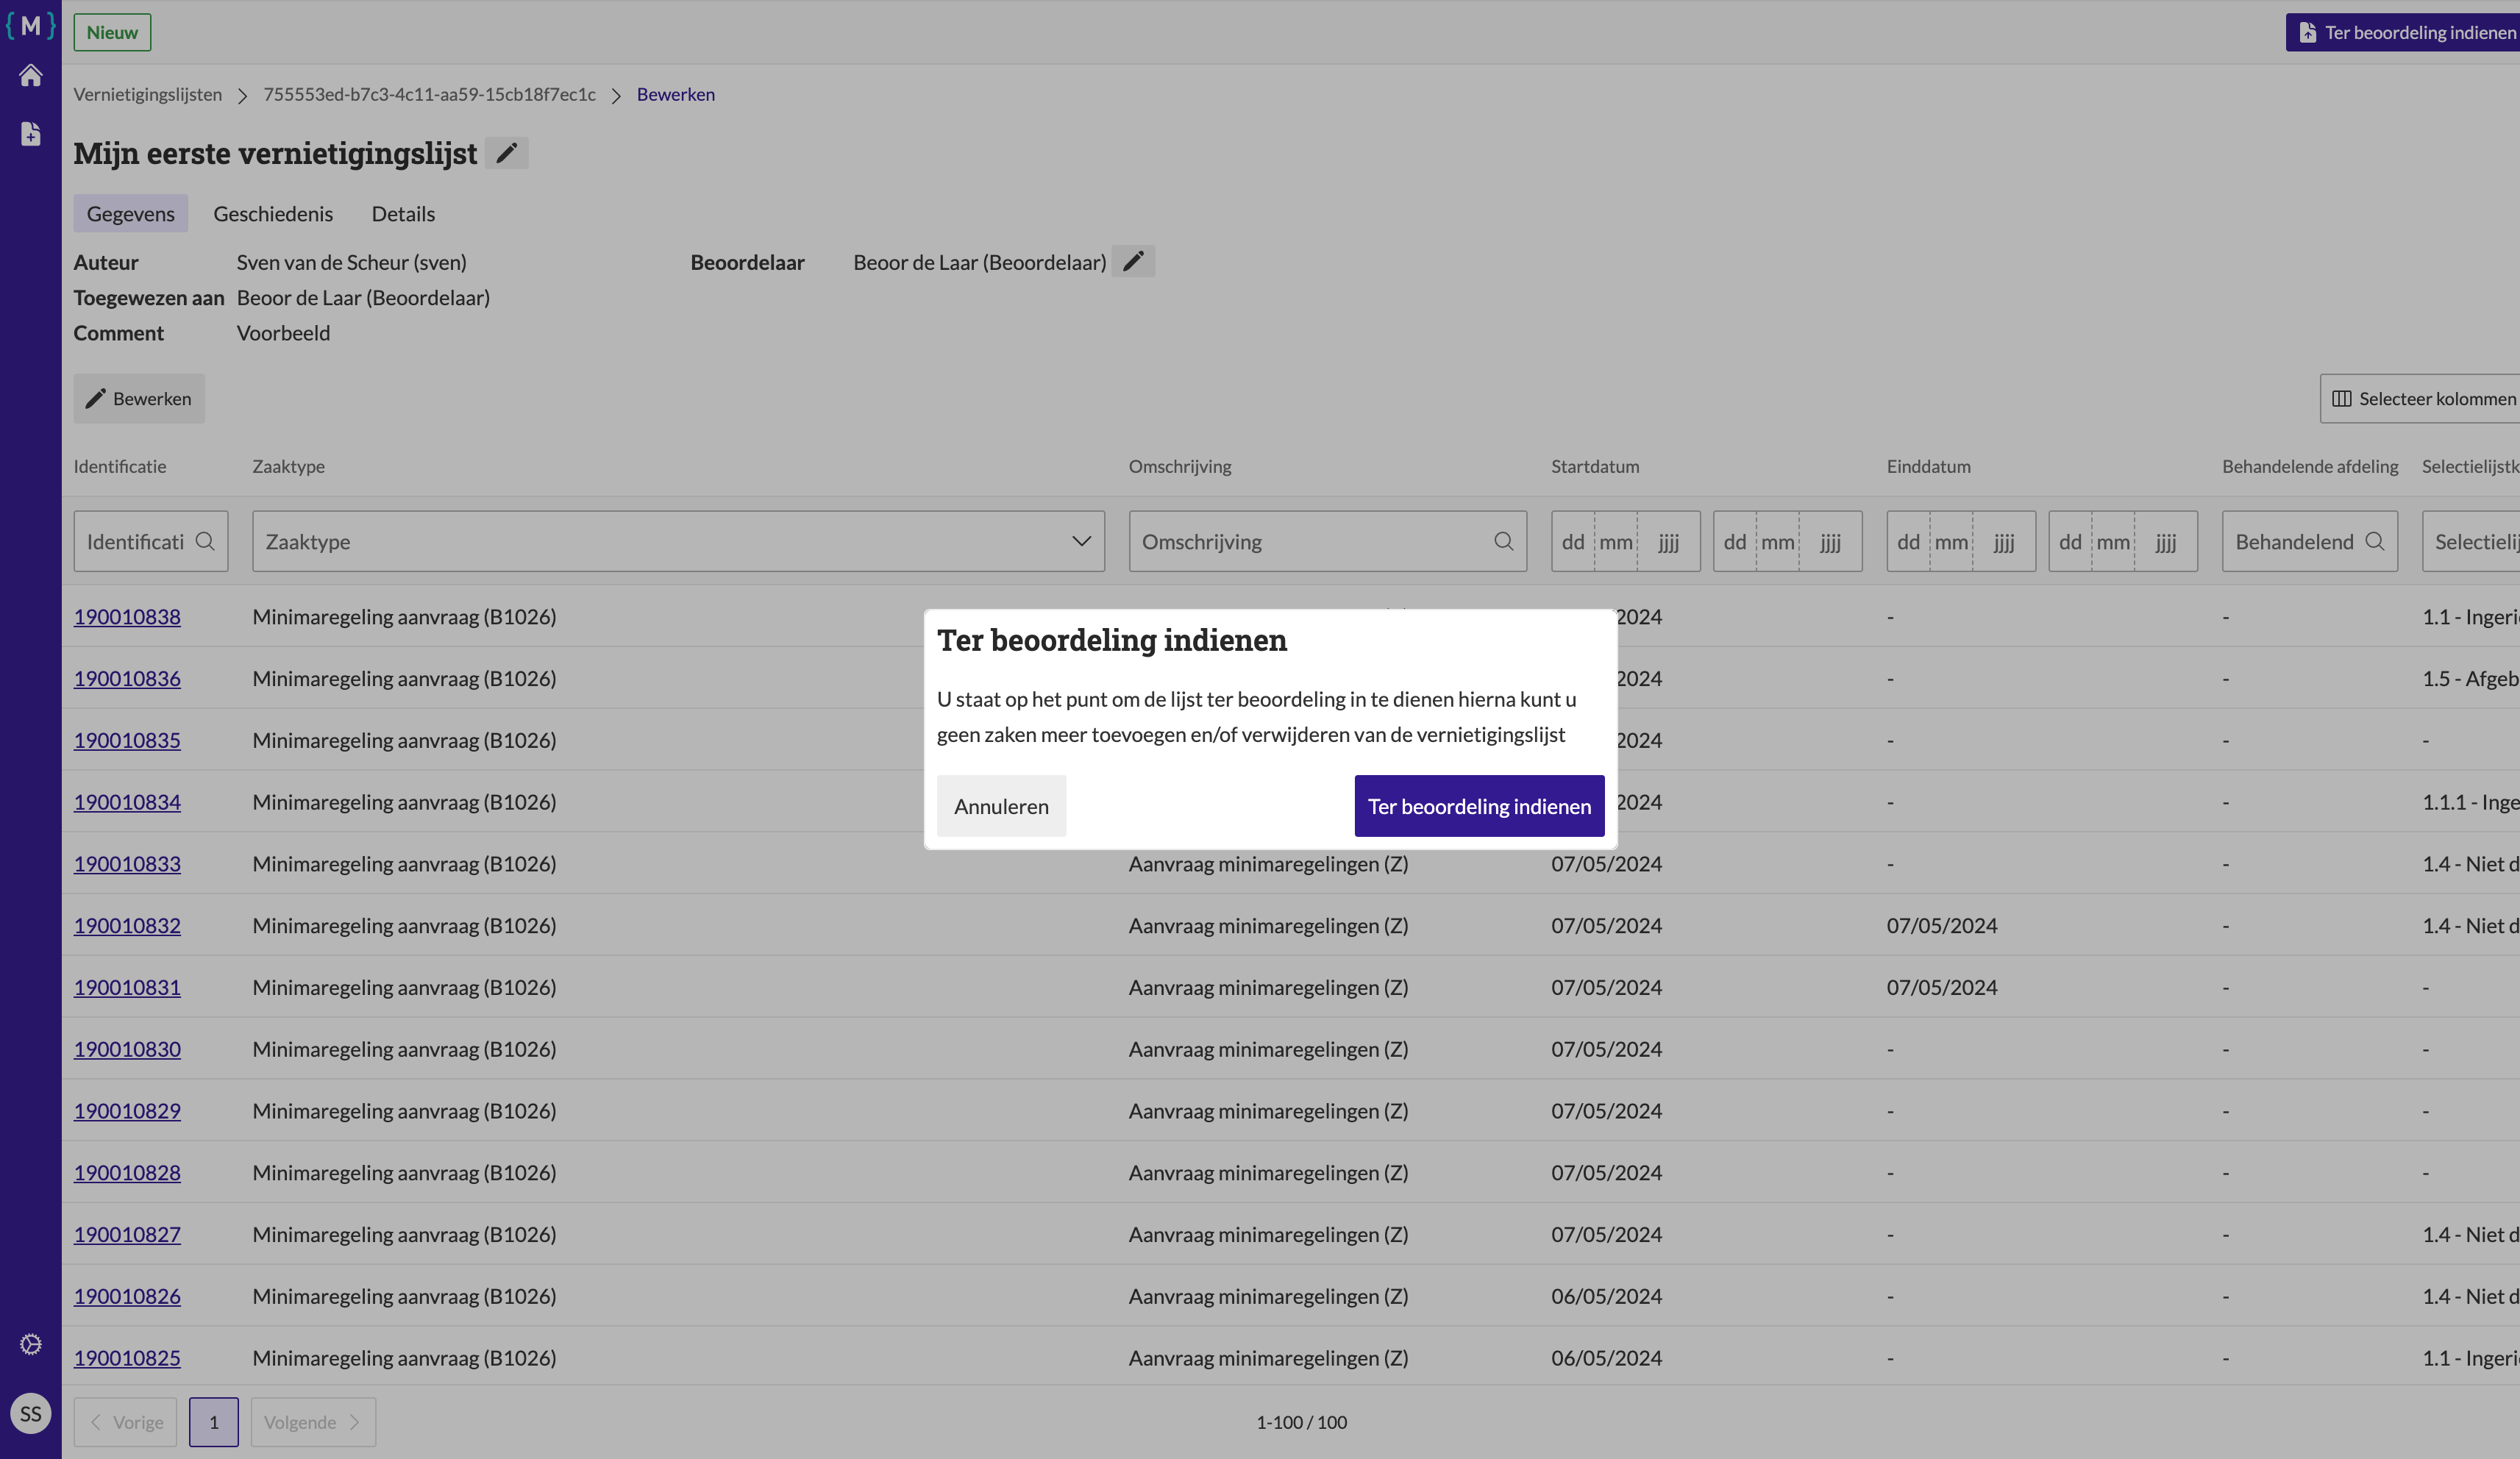 {M}
Nieuw
Ter beoordeling indienen
Vernietigingslijsten > 755553ed-b7c3-4c11-aa59-15cb18f7ec1c > Bewerken
Mijn eerste vernietigingslijst
Gegevens Geschiedenis Details
Auteur Sven van de Scheur (sven) Beoordelaar Beoor de Laar (Beoordelaar)
Toegewezen aan Beoor de Laar (Beoordelaar)
Comment Voorbeeld
Bewerken Selecteer kolommen
Identificatie Zaaktype Omschrijving Startdatum Einddatum Behandelende afdeling Selectielijstk
Identificati Zaaktype Omschrijving dd mm jjjj dd mm jjjj dd mm jjjj dd mm jjjj Behandelend Selectielij
190010838 Minimaregeling aanvraag (B1026) 2024 - - 1.1 - Ingeri
190010836 Minimaregeling aanvraag (B1026) 2024 - - 1.5 - Afgeb
190010835 Minimaregeling aanvraag (B1026) 2024 - - -
190010834 Minimaregeling aanvraag (B1026) 2024 - - 1.1.1 - Inge
Ter beoordeling indienen
U staat op het punt om de lijst ter beoordeling in te dienen hierna kunt u
geen zaken meer toevoegen en/of verwijderen van de vernietigingslijst
Annuleren Ter beoordeling indienen
190010833 Minimaregeling aanvraag (B1026) Aanvraag minimaregelingen (Z) 07/05/2024 - - 1.4 - Niet d
190010832 Minimaregeling aanvraag (B1026) Aanvraag minimaregelingen (Z) 07/05/2024 07/05/2024 - 1.4 - Niet d
190010831 Minimaregeling aanvraag (B1026) Aanvraag minimaregelingen (Z) 07/05/2024 07/05/2024 - -
190010830 Minimaregeling aanvraag (B1026) Aanvraag minimaregelingen (Z) 07/05/2024 - - -
190010829 Minimaregeling aanvraag (B1026) Aanvraag minimaregelingen (Z) 07/05/2024 - - -
190010828 Minimaregeling aanvraag (B1026) Aanvraag minimaregelingen (Z) 07/05/2024 - - -
190010827 Minimaregeling aanvraag (B1026) Aanvraag minimaregelingen (Z) 07/05/2024 - - 1.4 - Niet d
190010826 Minimaregeling aanvraag (B1026) Aanvraag minimaregelingen (Z) 06/05/2024 - - 1.4 - Niet d
190010825 Minimaregeling aanvraag (B1026) Aanvraag minimaregelingen (Z) 06/05/2024 - - 1.1 - Ingeri
SS
Vorige 1 Volgende 1-100 / 100